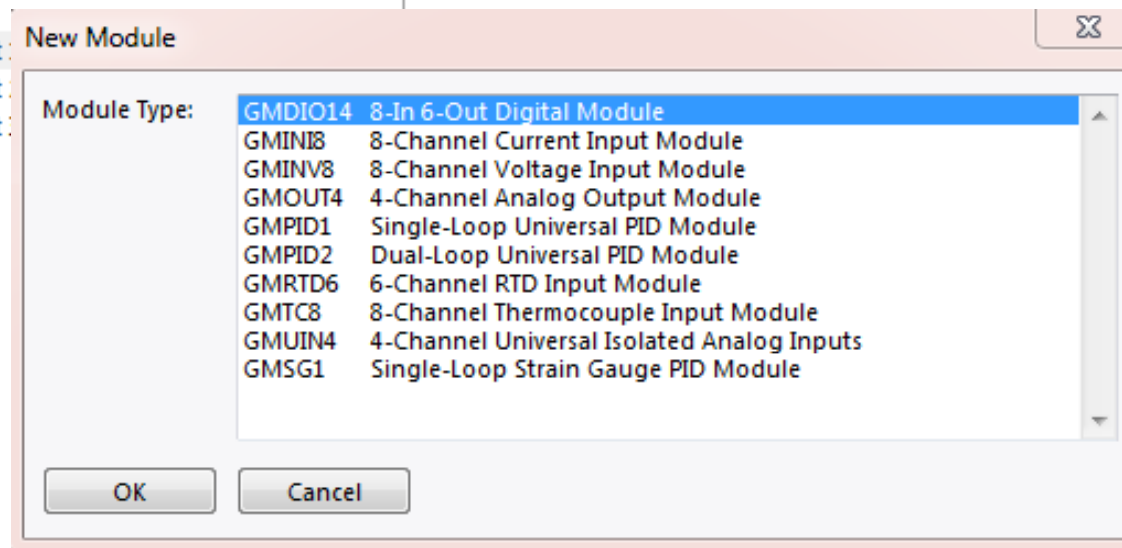 New Module
Module Type:
GMDIO14 8-In 6-Out Digital Module
GMINI8 8-Channel Current Input Module
GMINV8 8-Channel Voltage Input Module
GMOUT4 4-Channel Analog Output Module
GMPID1 Single-Loop Universal PID Module
GMPID2 Dual-Loop Universal PID Module
GMRTD6 6-Channel RTD Input Module
GMTC8 8-Channel Thermocouple Input Module
GMUIN4 4-Channel Universal Isolated Analog Inputs
GMSG1 Single-Loop Strain Gauge PID Module
OK Cancel